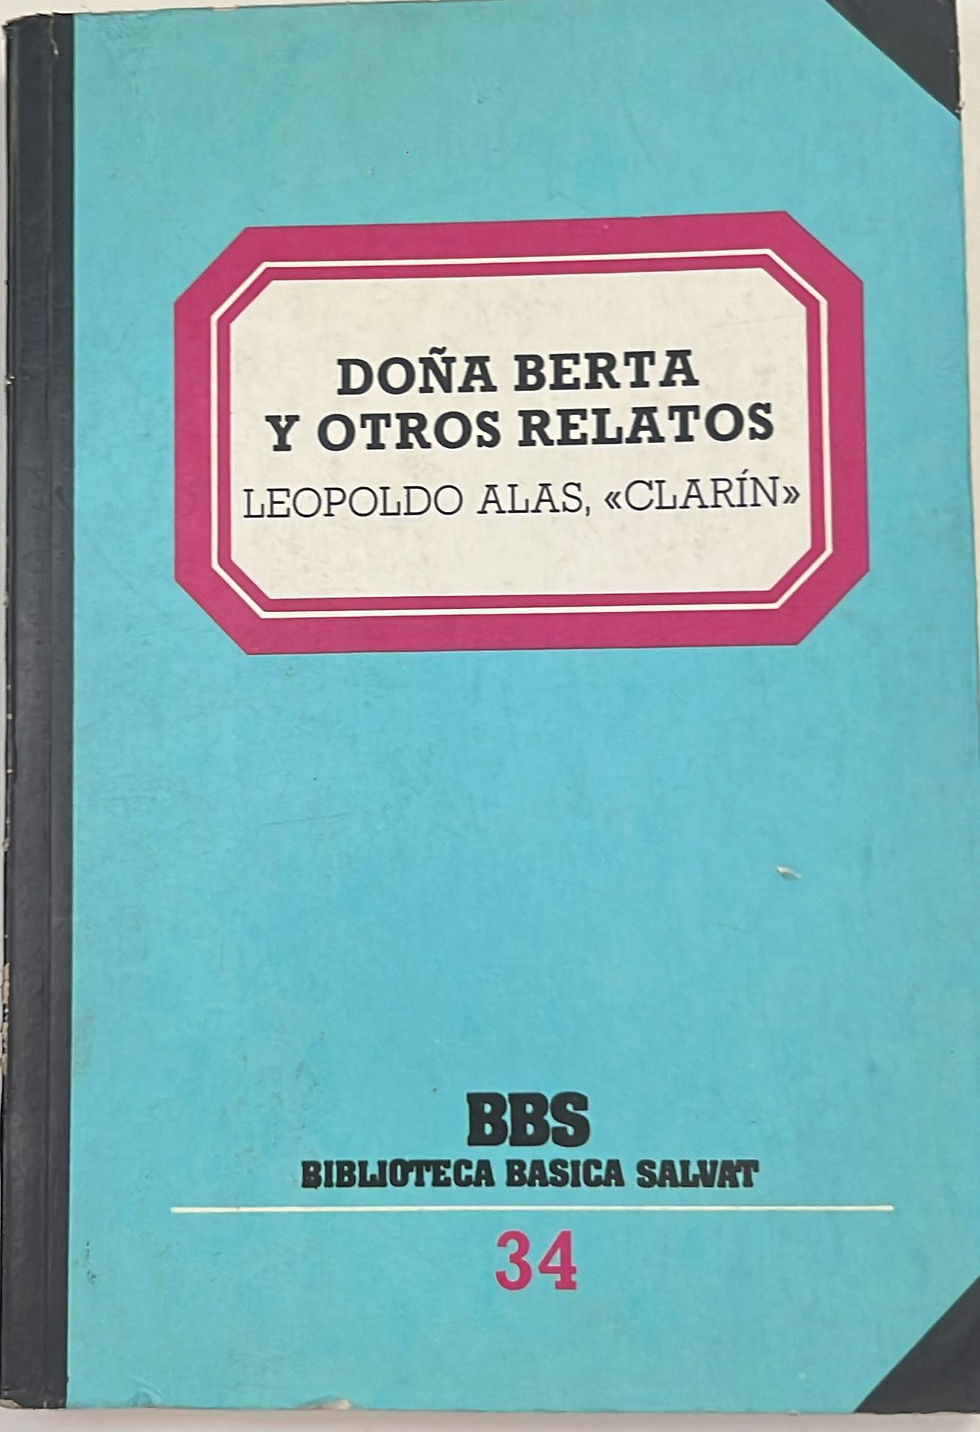 DOÑA BERTA
Y OTROS RELATOS
LEOPOLDO ALAS, «CLARÍN»
BBS
BIBLIOTECA BASICA SALVAT
34